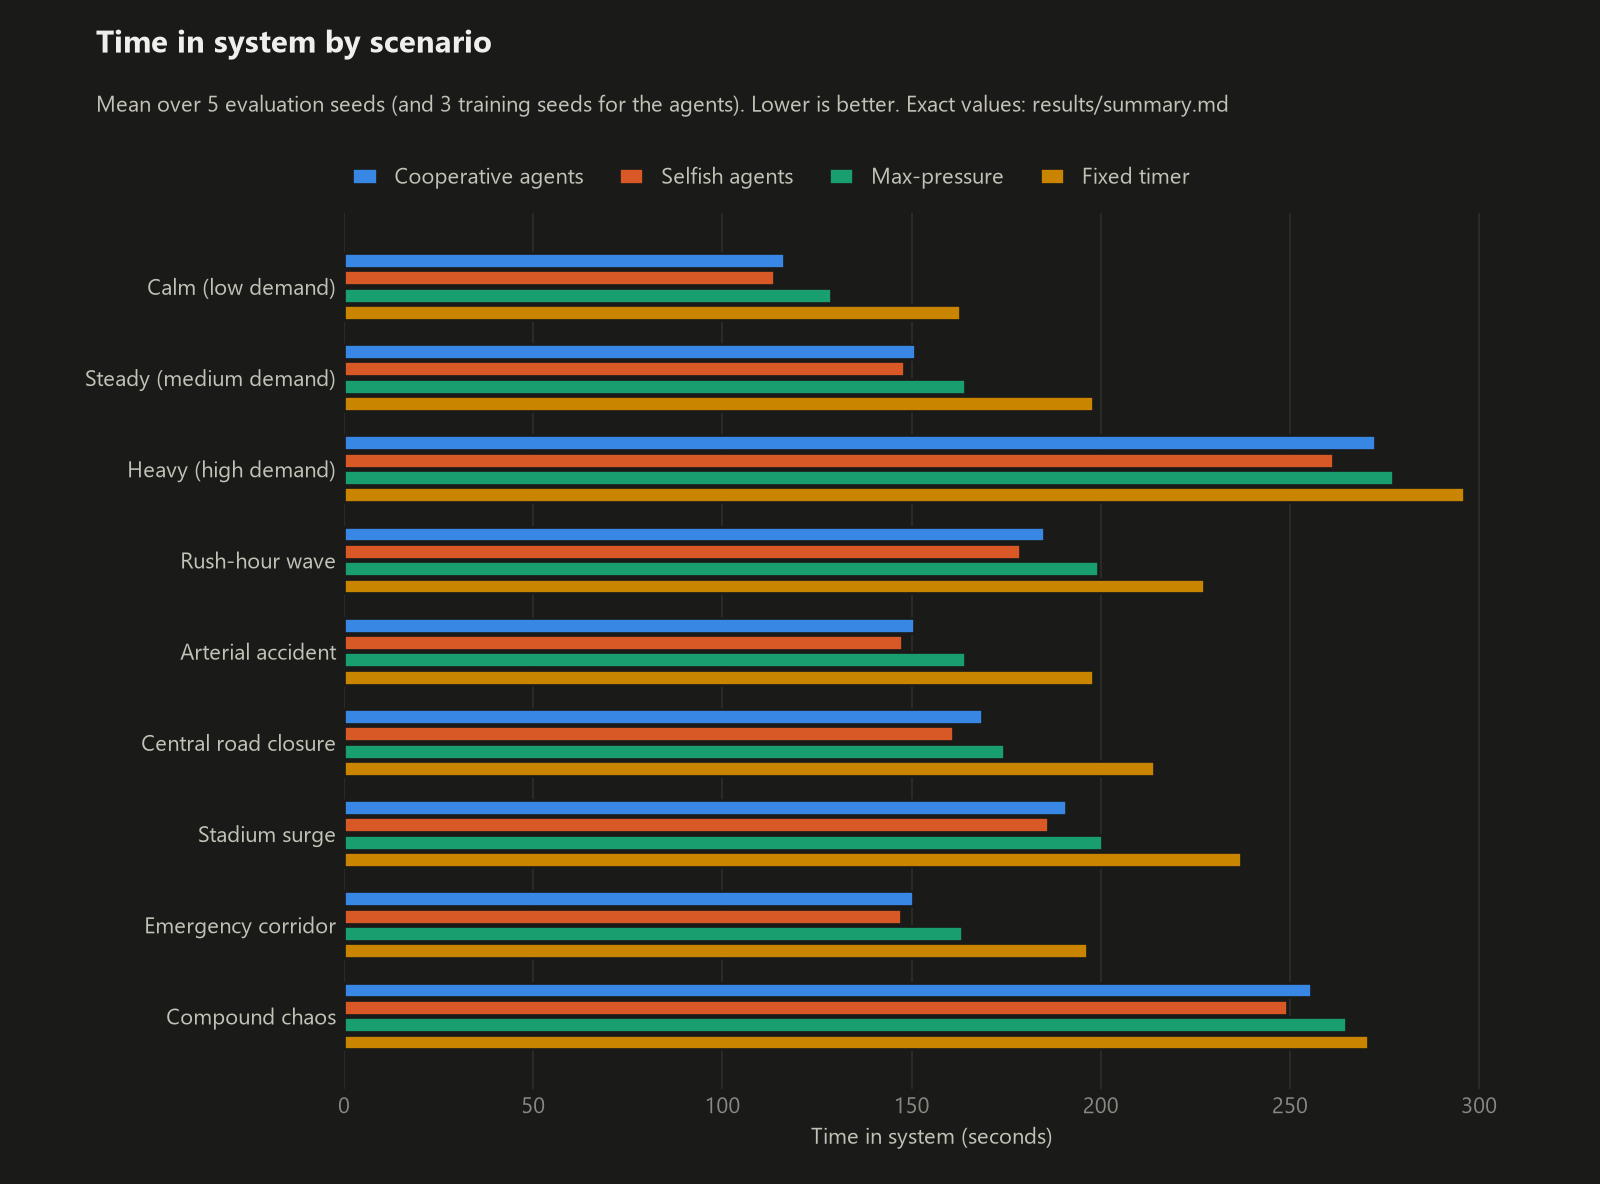 Time in system by scenario
Mean over 5 evaluation seeds (and 3 training seeds for the agents). Lower is better. Exact values: results/summary.md
Cooperative agents Selfish agents Max-pressure Fixed timer
Calm (low demand)
Steady (medium demand)
Heavy (high demand)
Rush-hour wave
Arterial accident
Central road closure
Stadium surge
Emergency corridor
Compound chaos
0 50 100 150 200 250 300
Time in system (seconds)